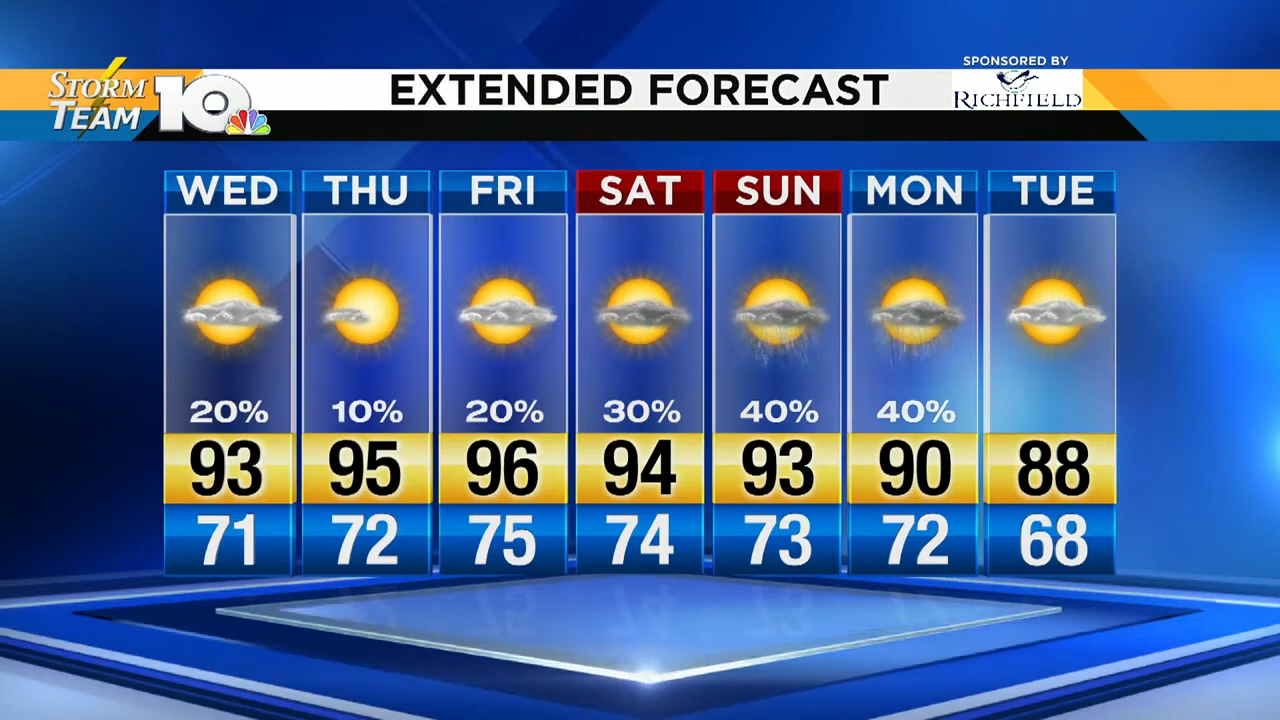 STORM
TEAM 10
EXTENDED FORECAST
SPONSORED BY
RICHFIELD
WED THU FRI SAT SUN MON TUE
20% 10% 20% 30% 40% 40%
93 95 96 94 93 90 88
71 72 75 74 73 72 68